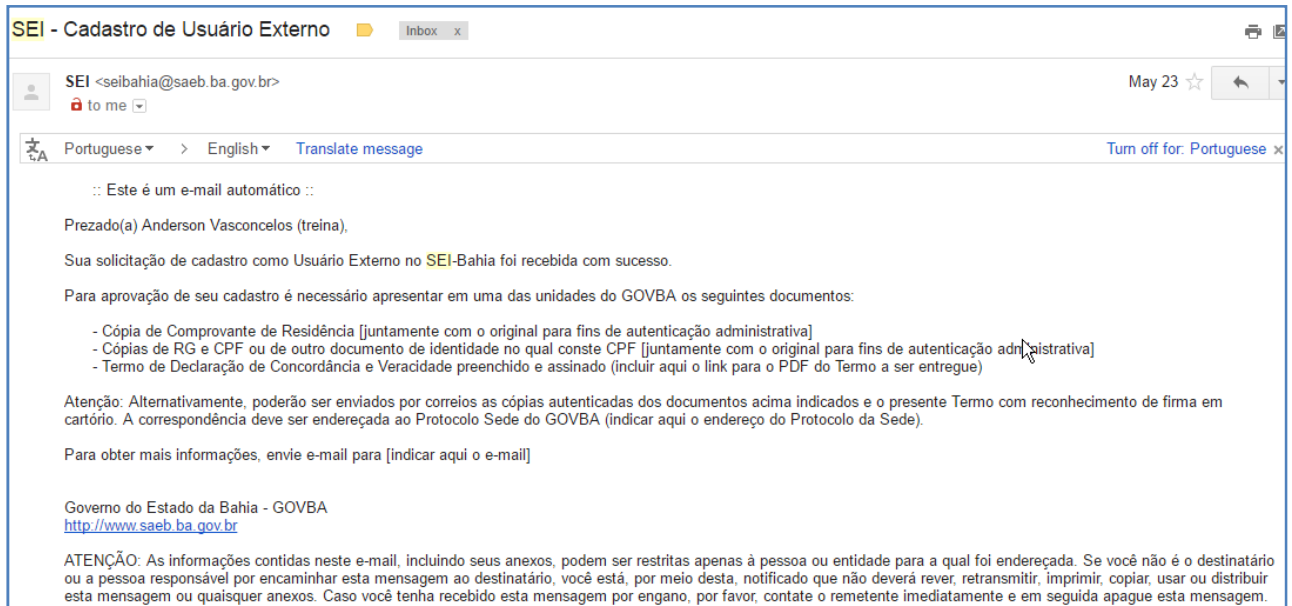 SEI - Cadastro de Usuário Externo Inbox x
SEI <seibahia@saeb.ba.gov.br> May 23
to me
Portuguese > English Translate message Turn off for: Portuguese x
:: Este é um e-mail automático ::
Prezado(a) Anderson Vasconcelos (treina),
Sua solicitação de cadastro como Usuário Externo no SEI-Bahia foi recebida com sucesso.
Para aprovação de seu cadastro é necessário apresentar em uma das unidades do GOVBA os seguintes documentos:
- Cópia de Comprovante de Residência [juntamente com o original para fins de autenticação administrativa]
- Cópias de RG e CPF ou de outro documento de identidade no qual conste CPF [juntamente com o original para fins de autenticação administrativa]
- Termo de Declaração de Concordância e Veracidade preenchido e assinado (incluir aqui o link para o PDF do Termo a ser entregue)
Atenção: Alternativamente, poderão ser enviados por correios as cópias autenticadas dos documentos acima indicados e o presente Termo com reconhecimento de firma em
cartório. A correspondência deve ser endereçada ao Protocolo Sede do GOVBA (indicar aqui o endereço do Protocolo da Sede).
Para obter mais informações, envie e-mail para [indicar aqui o e-mail]
Governo do Estado da Bahia - GOVBA
http://www.saeb.ba.gov.br
ATENÇÃO: As informações contidas neste e-mail, incluindo seus anexos, podem ser restritas apenas à pessoa ou entidade para a qual foi endereçada. Se você não é o destinatário
ou a pessoa responsável por encaminhar esta mensagem ao destinatário, você está, por meio desta, notificado que não deverá rever, retransmitir, imprimir, copiar, usar ou distribuir
esta mensagem ou quaisquer anexos. Caso você tenha recebido esta mensagem por engano, por favor, contate o remetente imediatamente e em seguida apague esta mensagem.